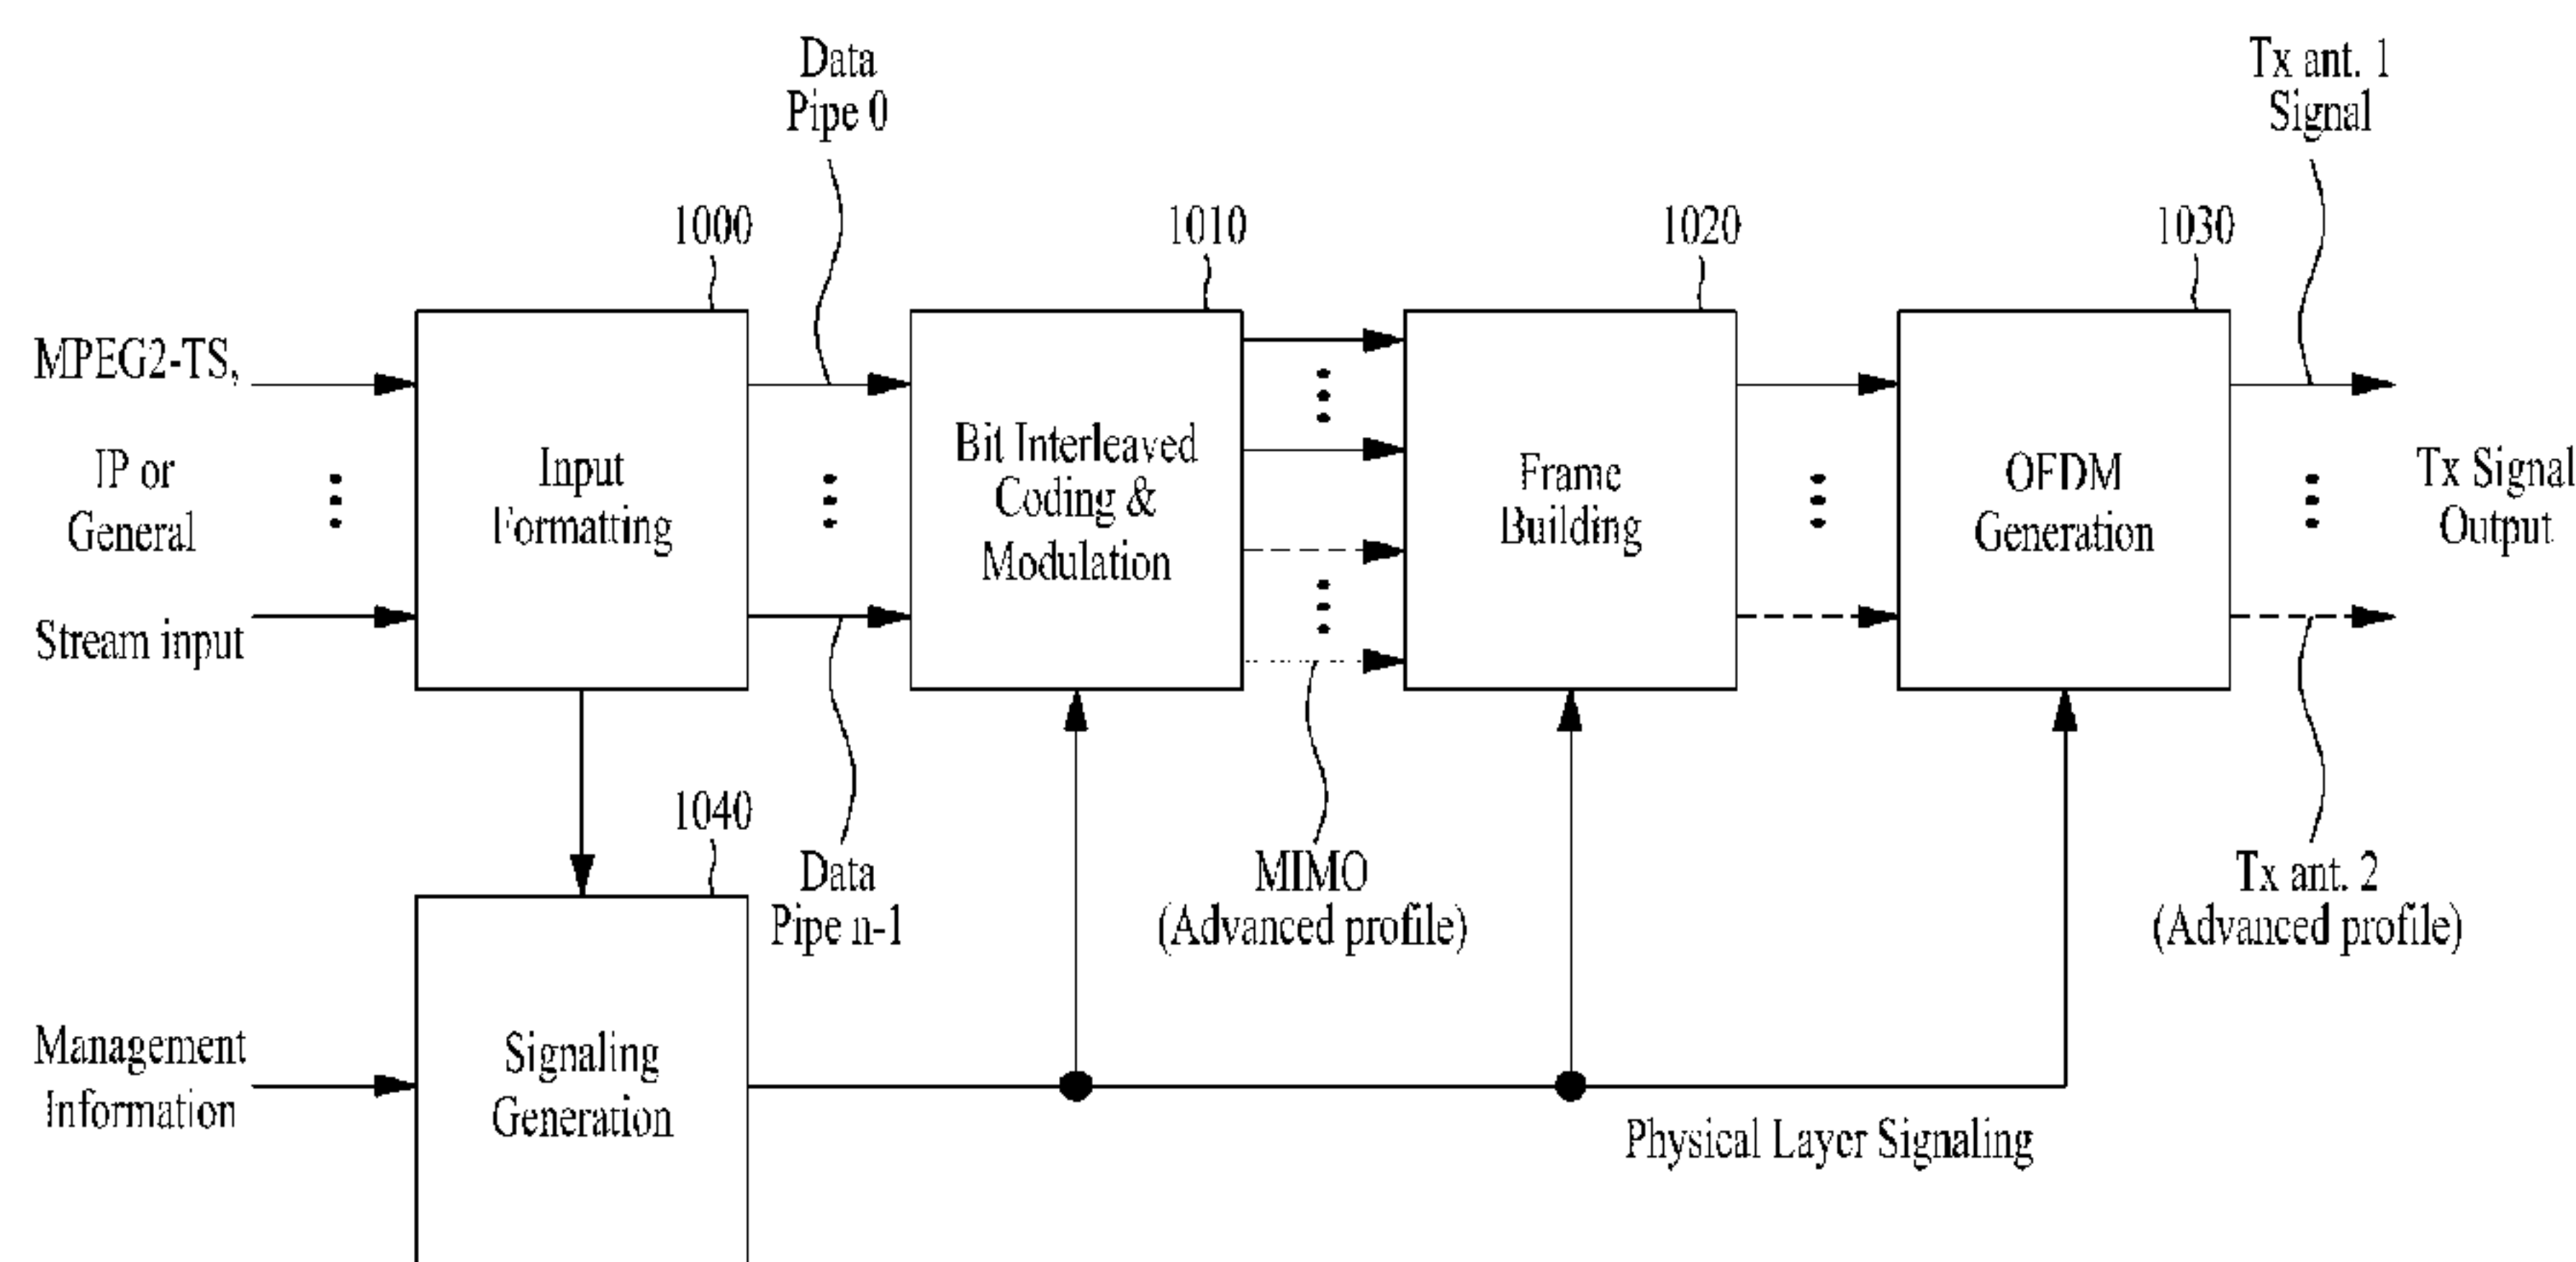 Data
Pipe 0
Tx ant. 1
Signal
1000
1010
1020
1030
MPEG2-TS,
IP or
General
Stream input
Input
Formatting
Bit Interleaved
Coding &
Modulation
Frame
Building
OFDM
Generation
Tx Signal
Output
1040
Data
Pipe n-1
MIMO
(Advanced profile)
Tx ant. 2
(Advanced profile)
Management
Information
Signaling
Generation
Physical Layer Signaling